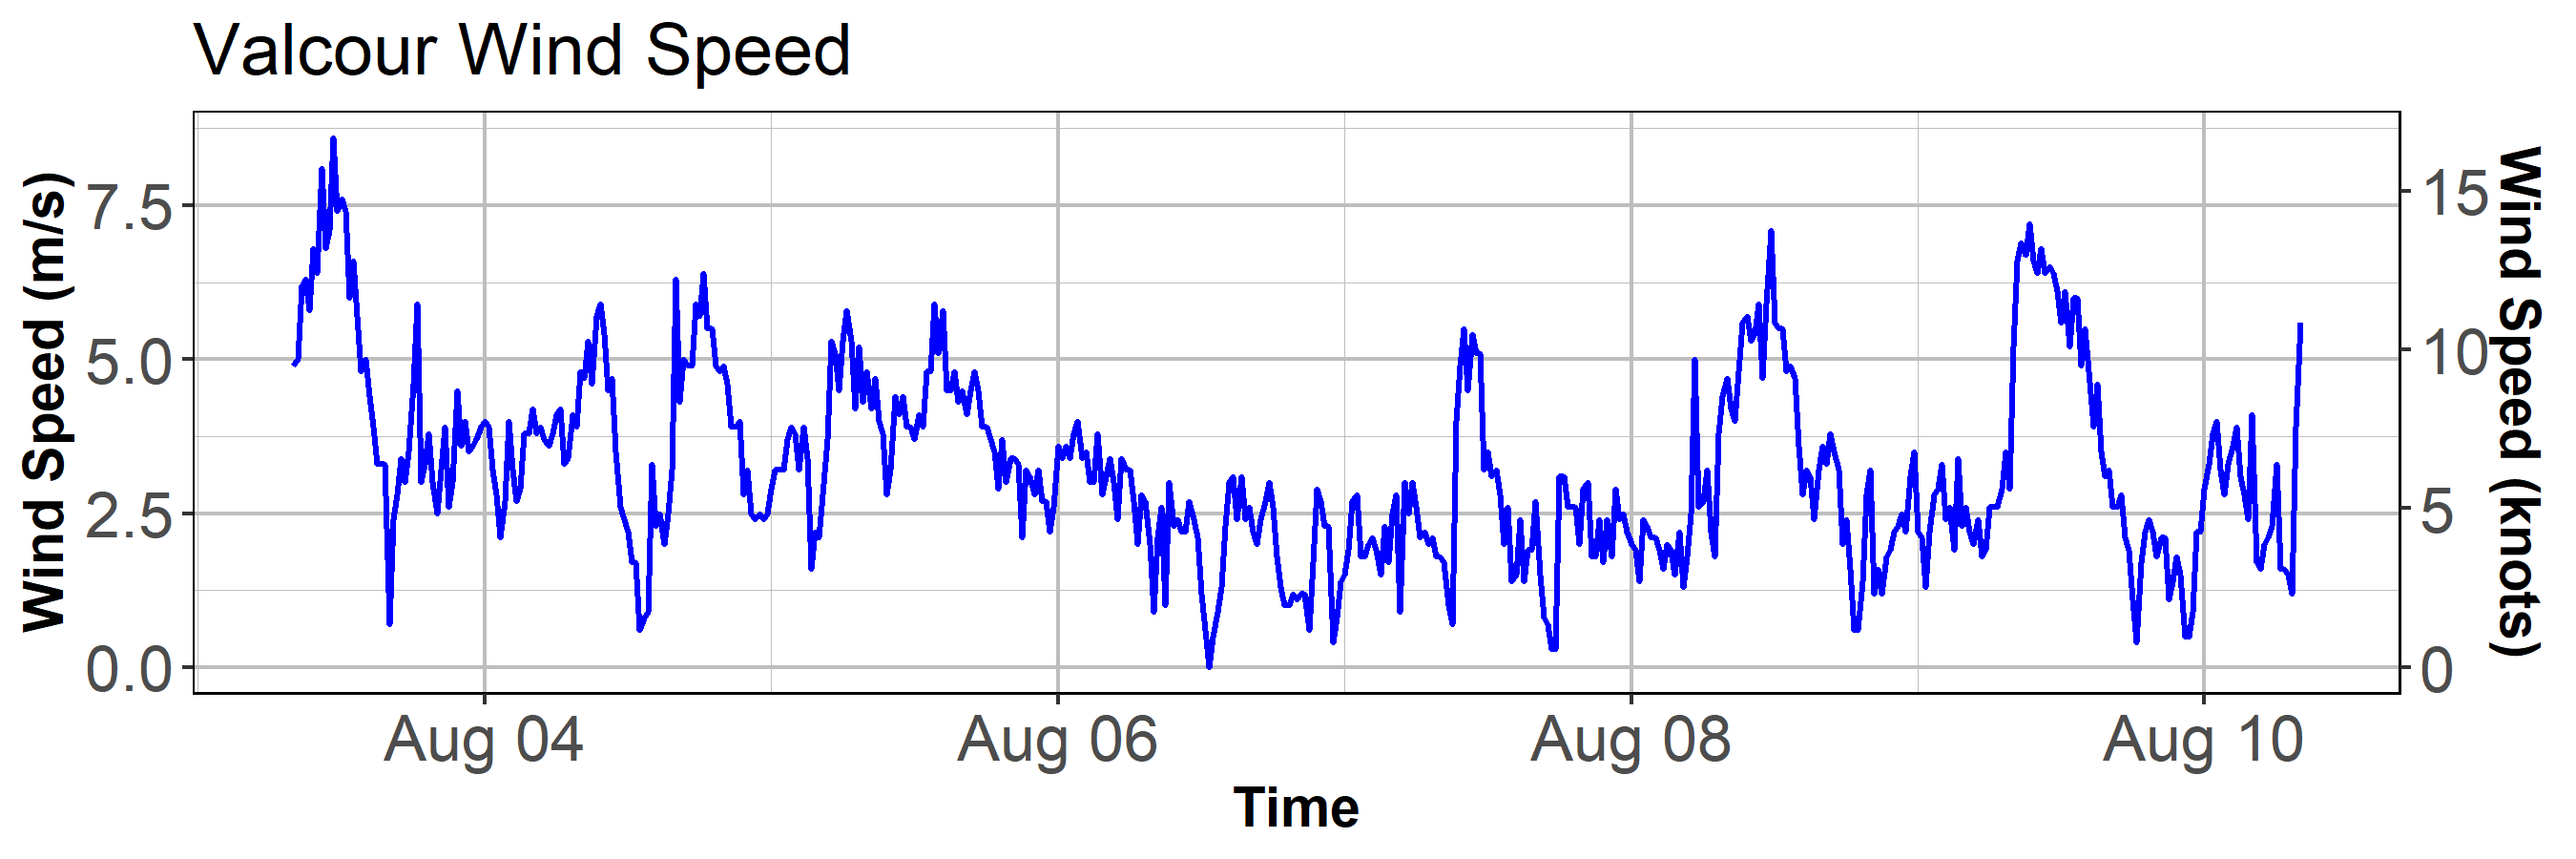 Valcour Wind Speed
Wind Speed (m/s)
7.5
5.0
2.5
0.0
15
10
5
0
Wind Speed (knots)
Aug 04
Aug 06
Aug 08
Aug 10
Time